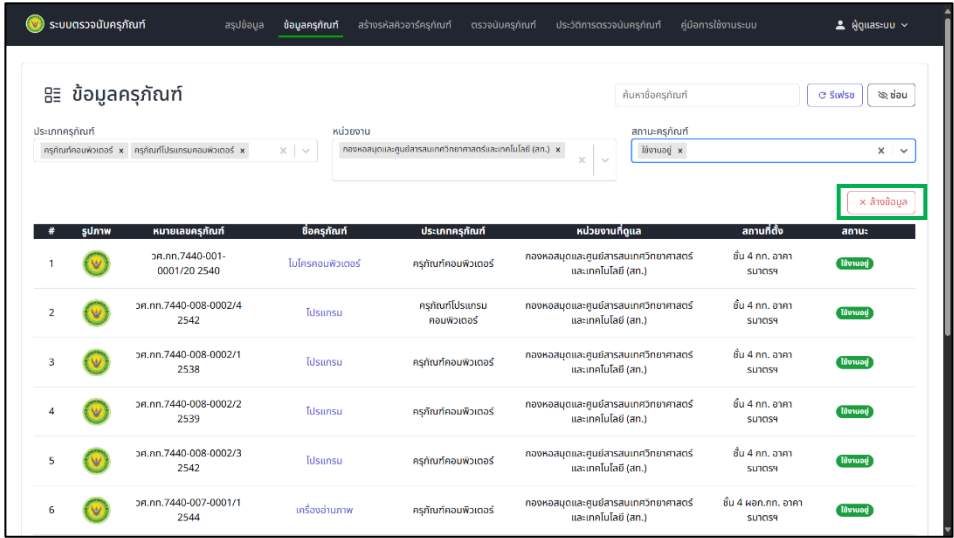 ระบบตรวจนับครุภัณฑ์ สรุปข้อมูล ข้อมูลครุภัณฑ์ สร้างรหัสคิวอาร์ครุภัณฑ์ ตรวจนับครุภัณฑ์ ประวัติการตรวจนับครุภัณฑ์ คู่มือการใช้งานระบบ ผู้ดูแลระบบ
ข้อมูลครุภัณฑ์ ค้นหาชื่อครุภัณฑ์ รีเฟรช ซ่อน
ประเภทครุภัณฑ์ หน่วยงาน สถานะครุภัณฑ์
ครุภัณฑ์คอมพิวเตอร์ x ครุภัณฑ์โปรแกรมคอมพิวเตอร์ x กองหอสมุดและศูนย์สารสนเทศวิทยาศาสตร์และเทคโนโลยี (สท.) x ใช้งานอยู่ x
× ล้างข้อมูล
# รูปภาพ หมายเลขครุภัณฑ์ ชื่อครุภัณฑ์ ประเภทครุภัณฑ์ หน่วยงานที่ดูแล สถานที่ตั้ง สถานะ
1 วศ.กท.7440-001-0001/20 2540 ไมโครคอมพิวเตอร์ ครุภัณฑ์คอมพิวเตอร์ กองหอสมุดและศูนย์สารสนเทศวิทยาศาสตร์และเทคโนโลยี (สท.) ชั้น 4 กท. อาคารมาตรฯ ใช้งานอยู่
2 วศ.กท.7440-008-0002/4 2542 โปรแกรม ครุภัณฑ์โปรแกรมคอมพิวเตอร์ กองหอสมุดและศูนย์สารสนเทศวิทยาศาสตร์และเทคโนโลยี (สท.) ชั้น 4 กท. อาคารมาตรฯ ใช้งานอยู่
3 วศ.กท.7440-008-0002/1 2538 โปรแกรม ครุภัณฑ์คอมพิวเตอร์ กองหอสมุดและศูนย์สารสนเทศวิทยาศาสตร์และเทคโนโลยี (สท.) ชั้น 4 กท. อาคารมาตรฯ ใช้งานอยู่
4 วศ.กท.7440-008-0002/2 2539 โปรแกรม ครุภัณฑ์คอมพิวเตอร์ กองหอสมุดและศูนย์สารสนเทศวิทยาศาสตร์และเทคโนโลยี (สท.) ชั้น 4 กท. อาคารมาตรฯ ใช้งานอยู่
5 วศ.กท.7440-008-0002/3 2542 โปรแกรม ครุภัณฑ์คอมพิวเตอร์ กองหอสมุดและศูนย์สารสนเทศวิทยาศาสตร์และเทคโนโลยี (สท.) ชั้น 4 กท. อาคารมาตรฯ ใช้งานอยู่
6 วศ.กท.7440-007-0001/1 2544 เครื่องอ่านภาพ ครุภัณฑ์คอมพิวเตอร์ กองหอสมุดและศูนย์สารสนเทศวิทยาศาสตร์และเทคโนโลยี (สท.) ชั้น 4 ผอก.กท. อาคารมาตรฯ ใช้งานอยู่